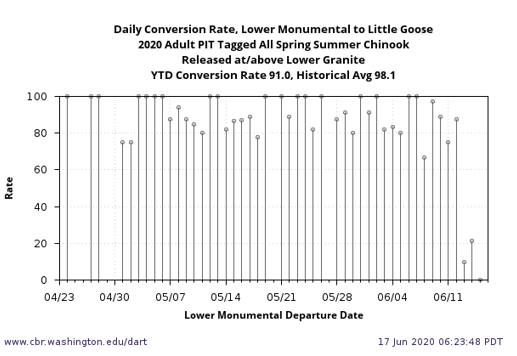 Daily Conversion Rate, Lower Monumental to Little Goose
2020 Adult PIT Tagged All Spring Summer Chinook
Released at/above Lower Granite
YTD Conversion Rate 91.0, Historical Avg 98.1
100
80
60
40
20
0
Rate
04/23 04/30 05/07 05/14 05/21 05/28 06/04 06/11
Lower Monumental Departure Date
www.cbr.washington.edu/dart 17 Jun 2020 06:23:48 PDT